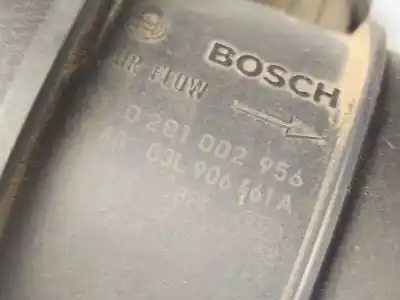 BOSCH
AIR FLOW
0 281 002 956
03L 906 461 A